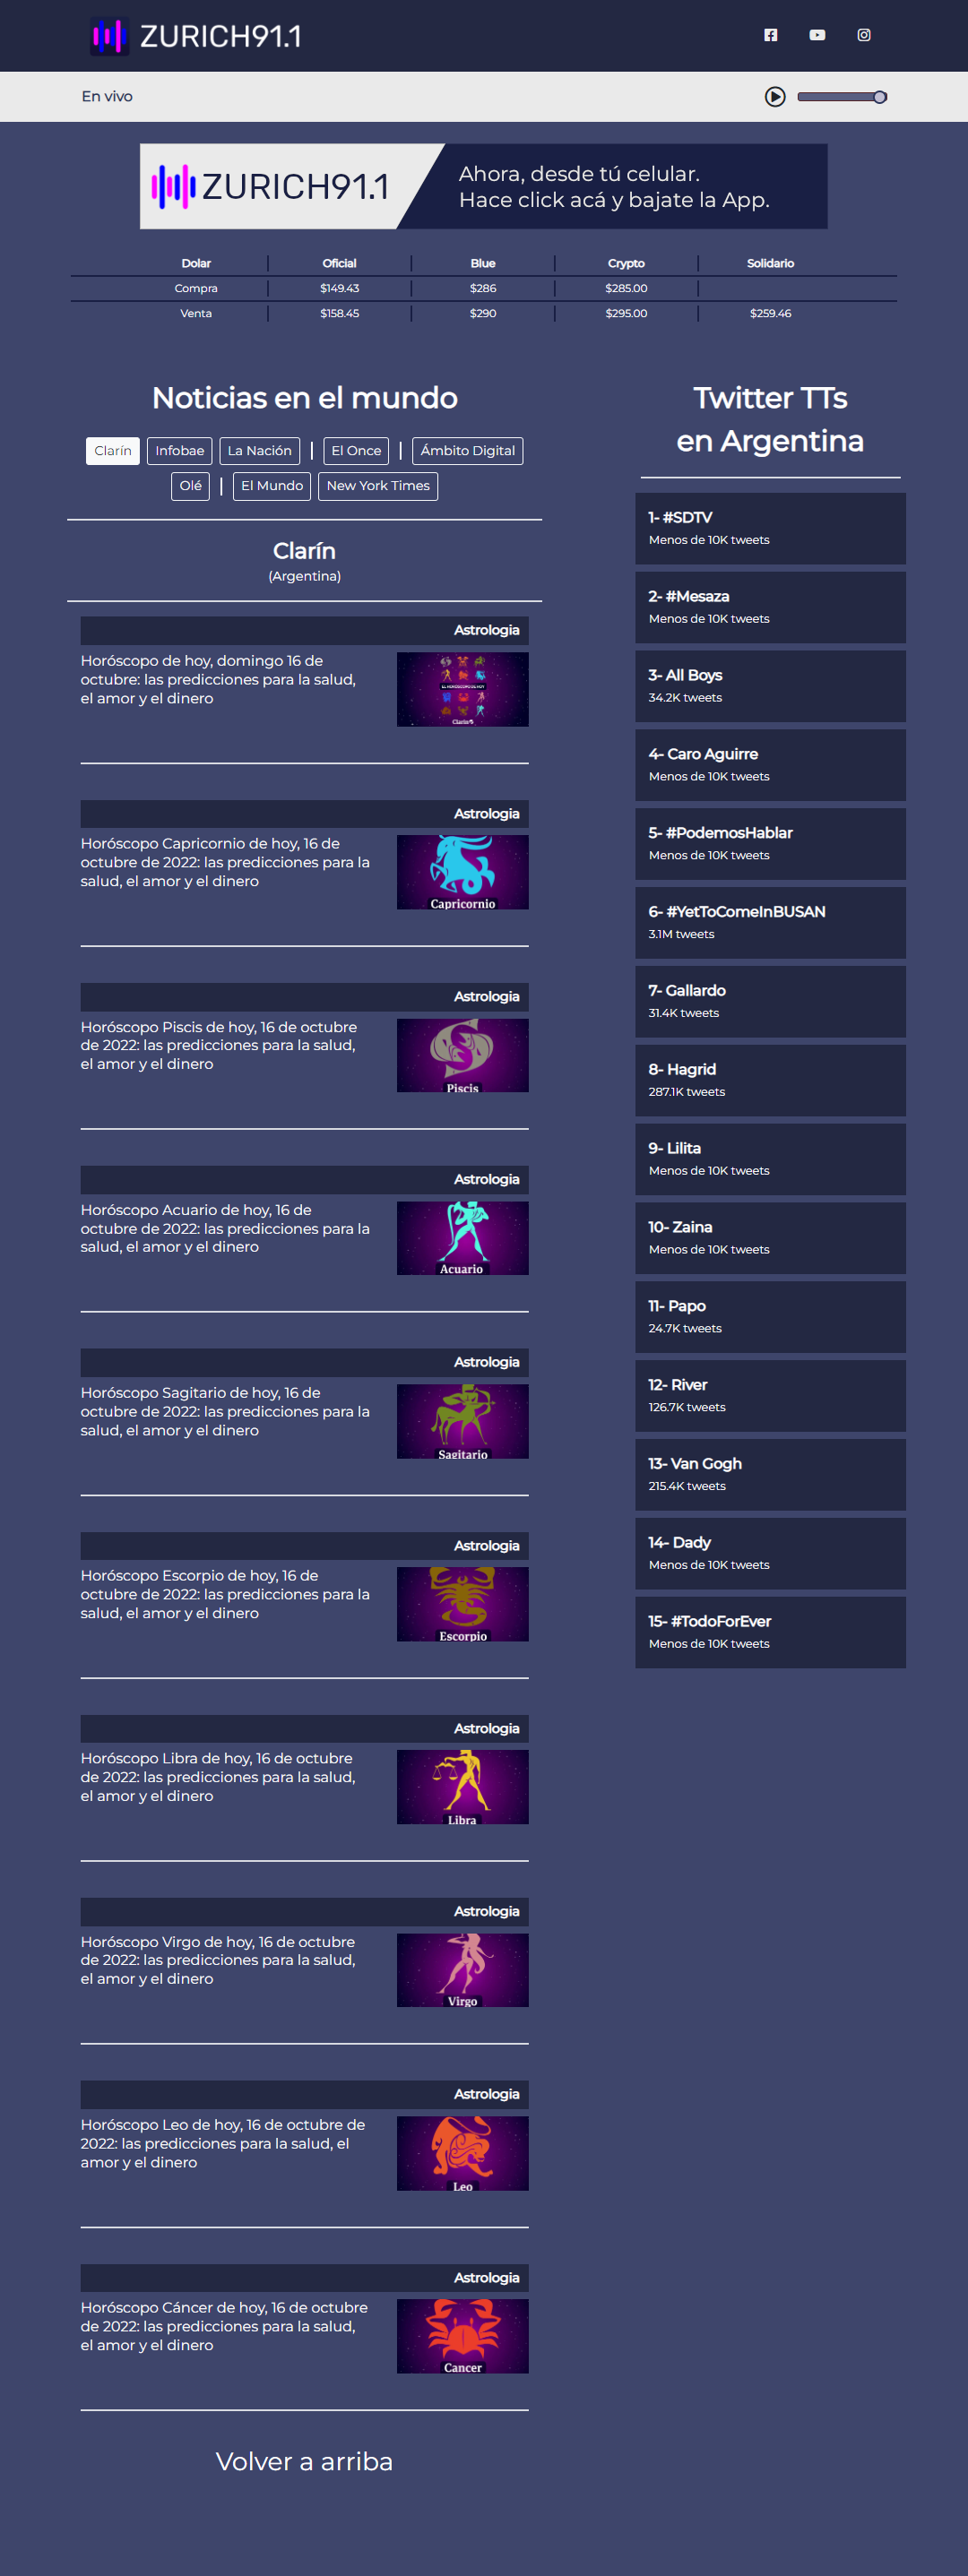 ZURICH91.1
En vivo
ZURICH91.1
Ahora, desde tú celular.
Hace click acá y bajate la App.
Dolar Oficial Blue Crypto Solidario
Compra $149.43 $286 $285.00
Venta $158.45 $290 $295.00 $259.46
Noticias en el mundo
Clarín Infobae La Nación | El Once | Ámbito Digital
Olé | El Mundo New York Times
Clarín
(Argentina)
Astrologia
Horóscopo de hoy, domingo 16 de
octubre: las predicciones para la salud,
el amor y el dinero
EL HOROSCOPO DE HOY
Clarín
Astrologia
Horóscopo Capricornio de hoy, 16 de
octubre de 2022: las predicciones para la
salud, el amor y el dinero
Capricornio
Astrologia
Horóscopo Piscis de hoy, 16 de octubre
de 2022: las predicciones para la salud,
el amor y el dinero
Piscis
Astrologia
Horóscopo Acuario de hoy, 16 de
octubre de 2022: las predicciones para la
salud, el amor y el dinero
Acuario
Astrologia
Horóscopo Sagitario de hoy, 16 de
octubre de 2022: las predicciones para la
salud, el amor y el dinero
Sagitario
Astrologia
Horóscopo Escorpio de hoy, 16 de
octubre de 2022: las predicciones para la
salud, el amor y el dinero
Escorpio
Astrologia
Horóscopo Libra de hoy, 16 de octubre
de 2022: las predicciones para la salud,
el amor y el dinero
Libra
Astrologia
Horóscopo Virgo de hoy, 16 de octubre
de 2022: las predicciones para la salud,
el amor y el dinero
Virgo
Astrologia
Horóscopo Leo de hoy, 16 de octubre de
2022: las predicciones para la salud, el
amor y el dinero
Leo
Astrologia
Horóscopo Cáncer de hoy, 16 de octubre
de 2022: las predicciones para la salud,
el amor y el dinero
Cancer
Volver a arriba
Twitter TTs
en Argentina
1- #SDTV
Menos de 10K tweets
2- #Mesaza
Menos de 10K tweets
3- All Boys
34.2K tweets
4- Caro Aguirre
Menos de 10K tweets
5- #PodemosHablar
Menos de 10K tweets
6- #YetToComeInBUSAN
3.1M tweets
7- Gallardo
31.4K tweets
8- Hagrid
287.1K tweets
9- Lilita
Menos de 10K tweets
10- Zaina
Menos de 10K tweets
11- Papo
24.7K tweets
12- River
126.7K tweets
13- Van Gogh
215.4K tweets
14- Dady
Menos de 10K tweets
15- #TodoForEver
Menos de 10K tweets